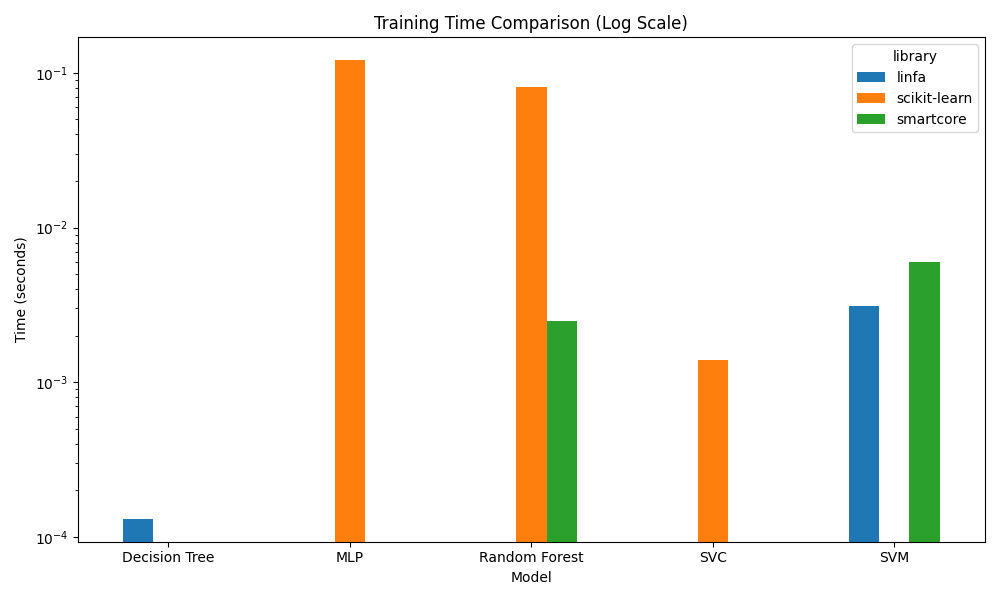 Training Time Comparison (Log Scale)
library
linfa
scikit-learn
smartcore
Time (seconds)
10⁻¹
10⁻²
10⁻³
10⁻⁴
Decision Tree
MLP
Random Forest
SVC
SVM
Model